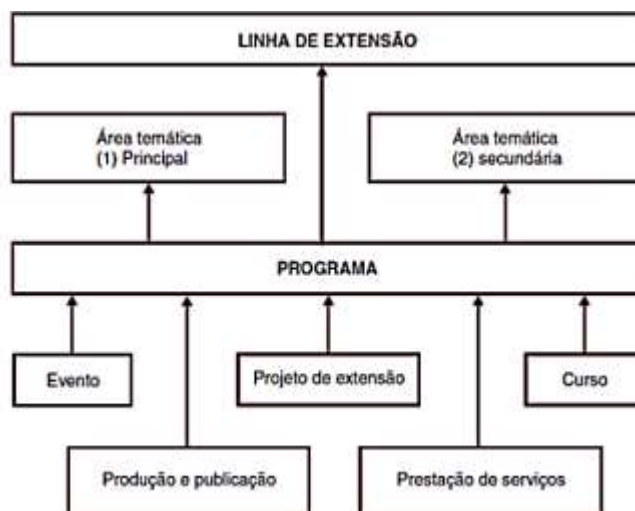 LINHA DE EXTENSÃO
Área temática
(1) Principal
Área temática
(2) secundária
PROGRAMA
Evento
Projeto de extensão
Curso
Produção e publicação
Prestação de serviços